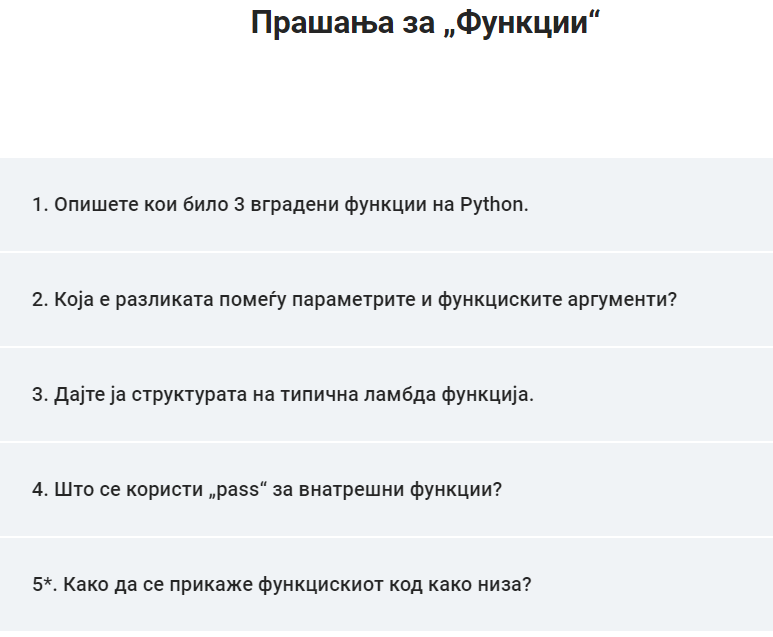 Прашања за „Функции“
1. Опишете кои било 3 вградени функции на Python.
2. Која е разликата помеѓу параметрите и функциските аргументи?
3. Дајте ја структурата на типична ламбда функција.
4. Што се користи „pass“ за внатрешни функции?
5*. Како да се прикаже функцискиот код како низа?